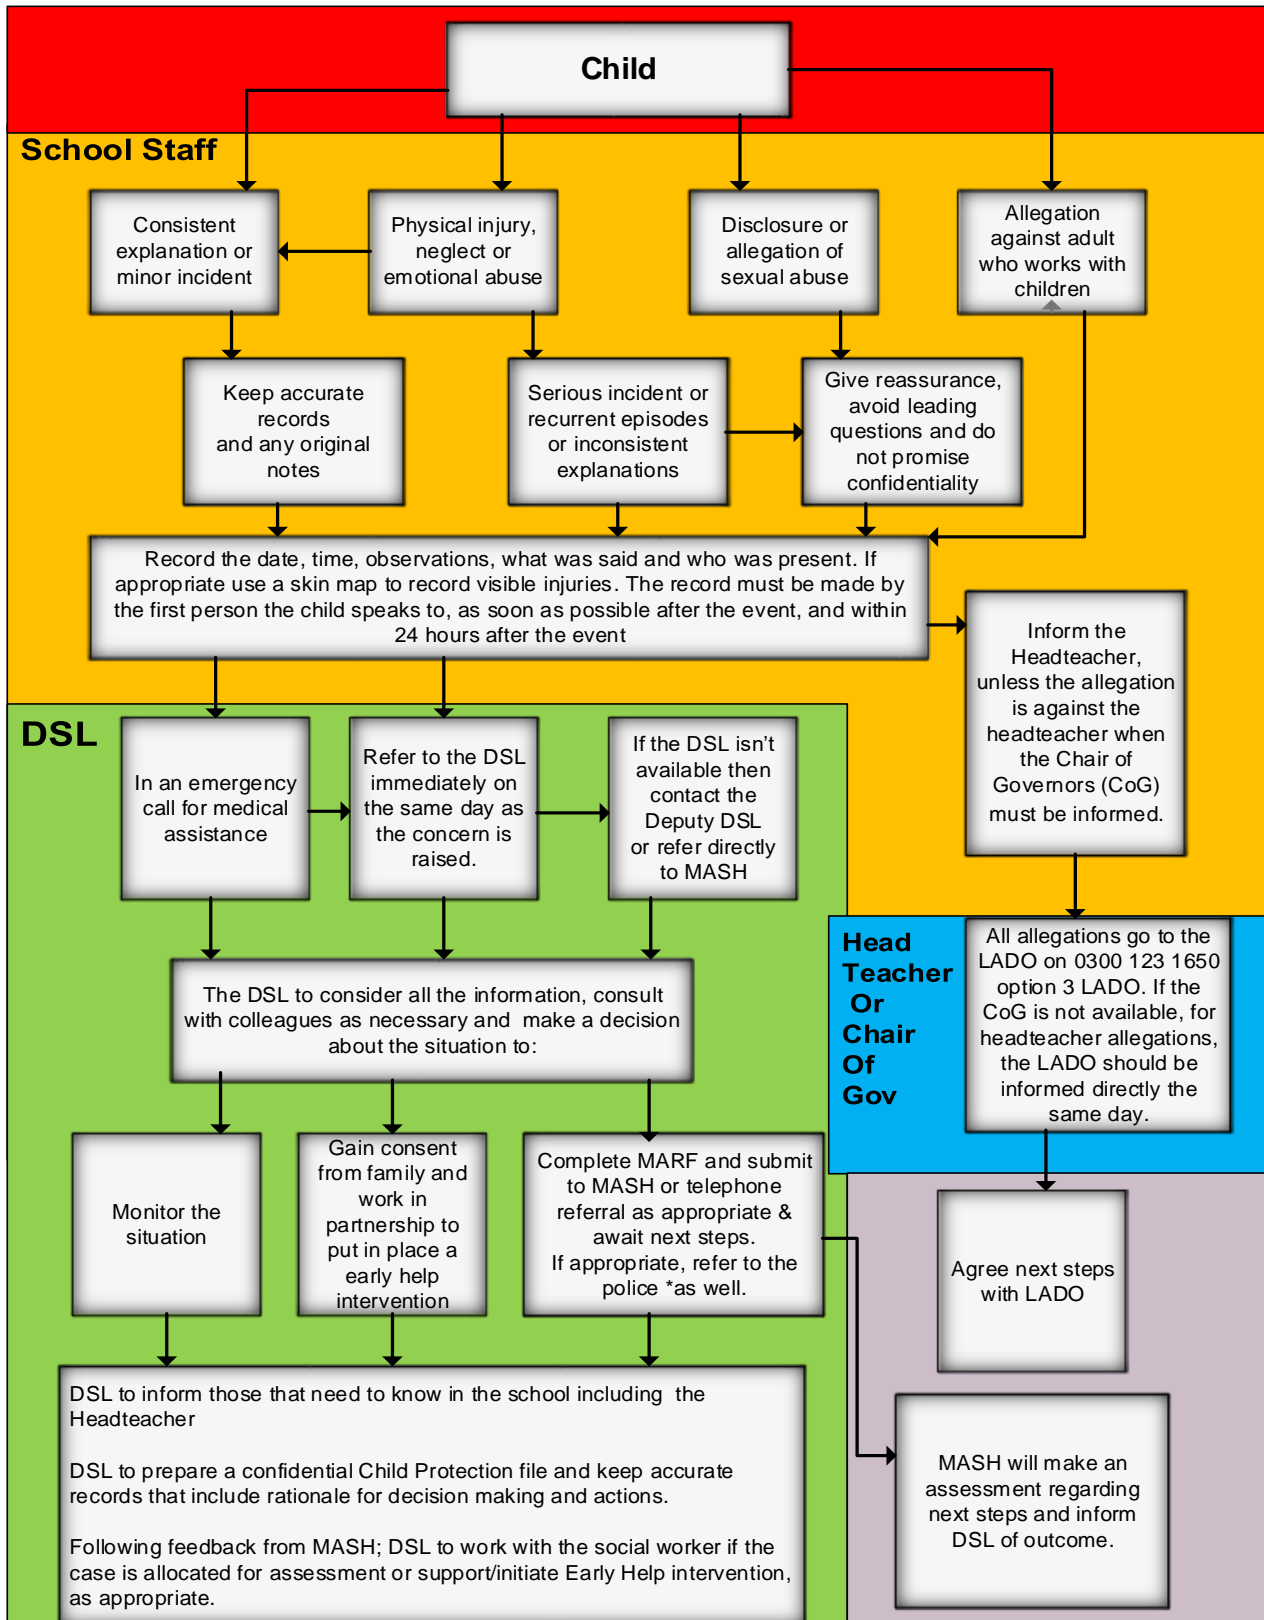 Child
School Staff
Consistent
explanation or
minor incident
Physical injury,
neglect or
emotional abuse
Disclosure or
allegation of
sexual abuse
Allegation
against adult
who works with
children
Keep accurate
records
and any original
notes
Serious incident or
recurrent episodes
or inconsistent
explanations
Give reassurance,
avoid leading
questions and do
not promise
confidentiality
Record the date, time, observations, what was said and who was present. If
appropriate use a skin map to record visible injuries. The record must be made by
the first person the child speaks to, as soon as possible after the event, and within
24 hours after the event
Inform the
Headteacher,
unless the allegation
is against the
headteacher when
the Chair of
Governors (CoG)
must be informed.
DSL
In an emergency
call for medical
assistance
Refer to the DSL
immediately on
the same day as
the concern is
raised.
If the DSL isn't
available then
contact the
Deputy DSL
or refer directly
to MASH
Head
Teacher
Or
Chair
Of
Gov
All allegations go to the
LADO on 0300 123 1650
option 3 LADO. If the
CoG is not available, for
headteacher allegations,
the LADO should be
informed directly the
same day.
The DSL to consider all the information, consult
with colleagues as necessary and  make a decision
about the situation to:
Monitor the
situation
Gain consent
from family and
work in
partnership to
put in place a
early help
intervention
Complete MARF and submit
to MASH or telephone
referral as appropriate &
await next steps.
If appropriate, refer to the
police *as well.
Agree next steps
with LADO
DSL to inform those that need to know in the school including  the
Headteacher
DSL to prepare a confidential Child Protection file and keep accurate
records that include rationale for decision making and actions.
Following feedback from MASH; DSL to work with the social worker if the
case is allocated for assessment or support/initiate Early Help intervention,
as appropriate.
MASH will make an
assessment regarding
next steps and inform
DSL of outcome.